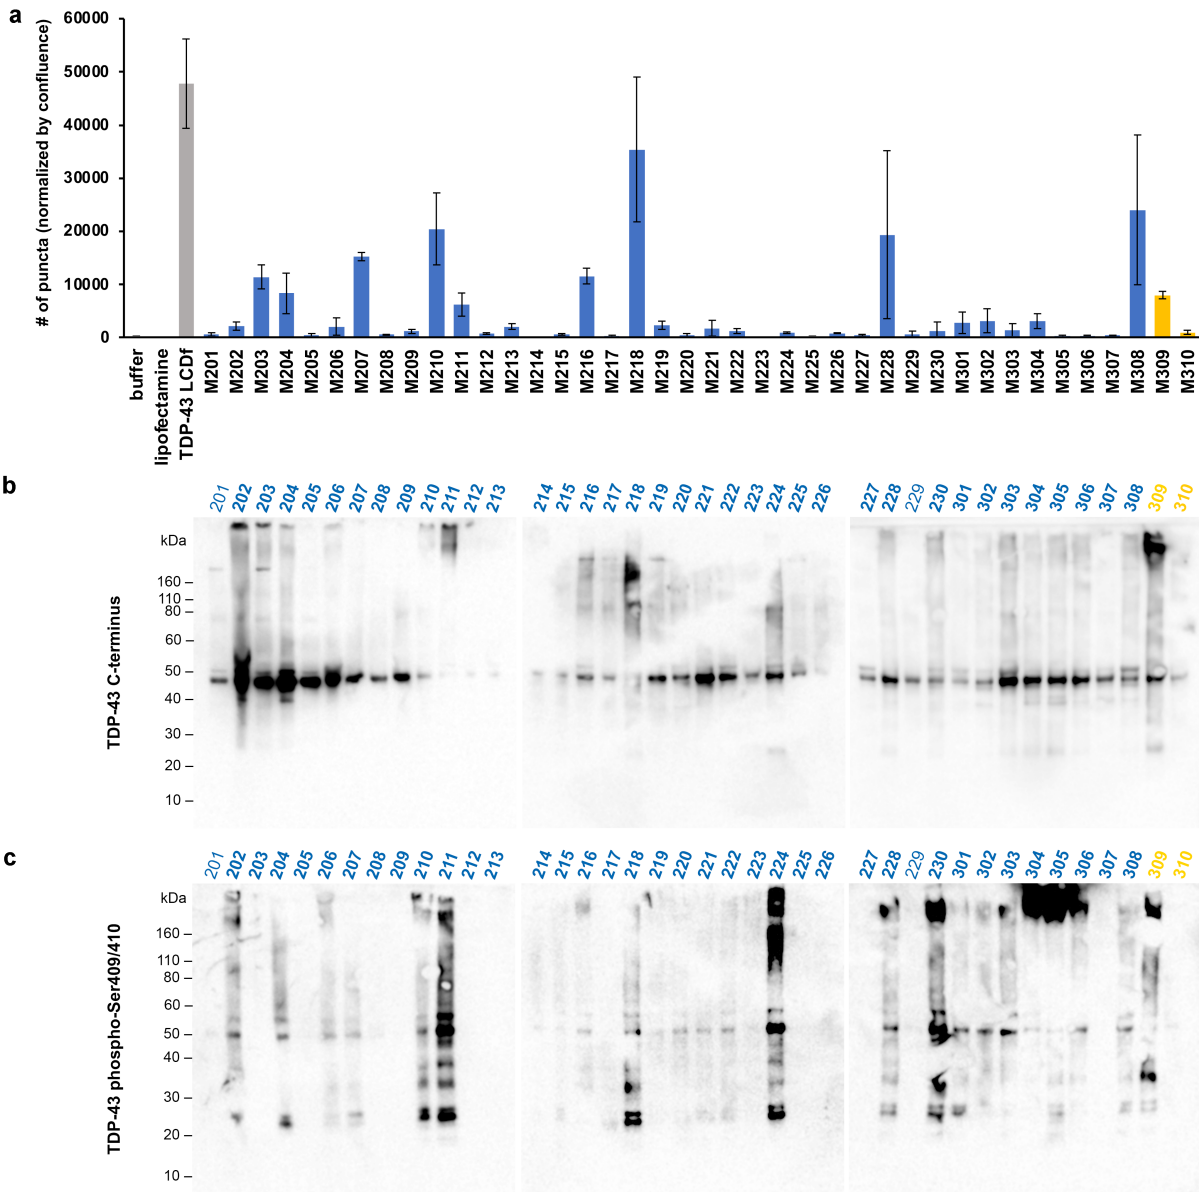 a
# of puncta (normalized by confluence)
60000
50000
40000
30000
20000
10000
0
buffer
lipofectamine
TDP-43 LCDf
M201
M202
M203
M204
M205
M206
M207
M208
M209
M210
M211
M212
M213
M214
M215
M216
M217
M218
M219
M220
M221
M222
M223
M224
M225
M226
M227
M228
M229
M230
M301
M302
M303
M304
M305
M306
M307
M308
M309
M310
b
TDP-43 C-terminus
201 202 203 204 205 206 207 208 209 210 211 212 213
214 215 216 217 218 219 220 221 222 223 224 225 226
227 228 229 230 301 302 303 304 305 306 307 308 309 310
kDa
160
110
80
60
50
40
30
20
10
c
TDP-43 phospho-Ser409/410
201 202 203 204 205 206 207 208 209 210 211 212 213
214 215 216 217 218 219 220 221 222 223 224 225 226
227 228 229 230 301 302 303 304 305 306 307 308 309 310
kDa
160
110
80
60
50
40
30
20
10